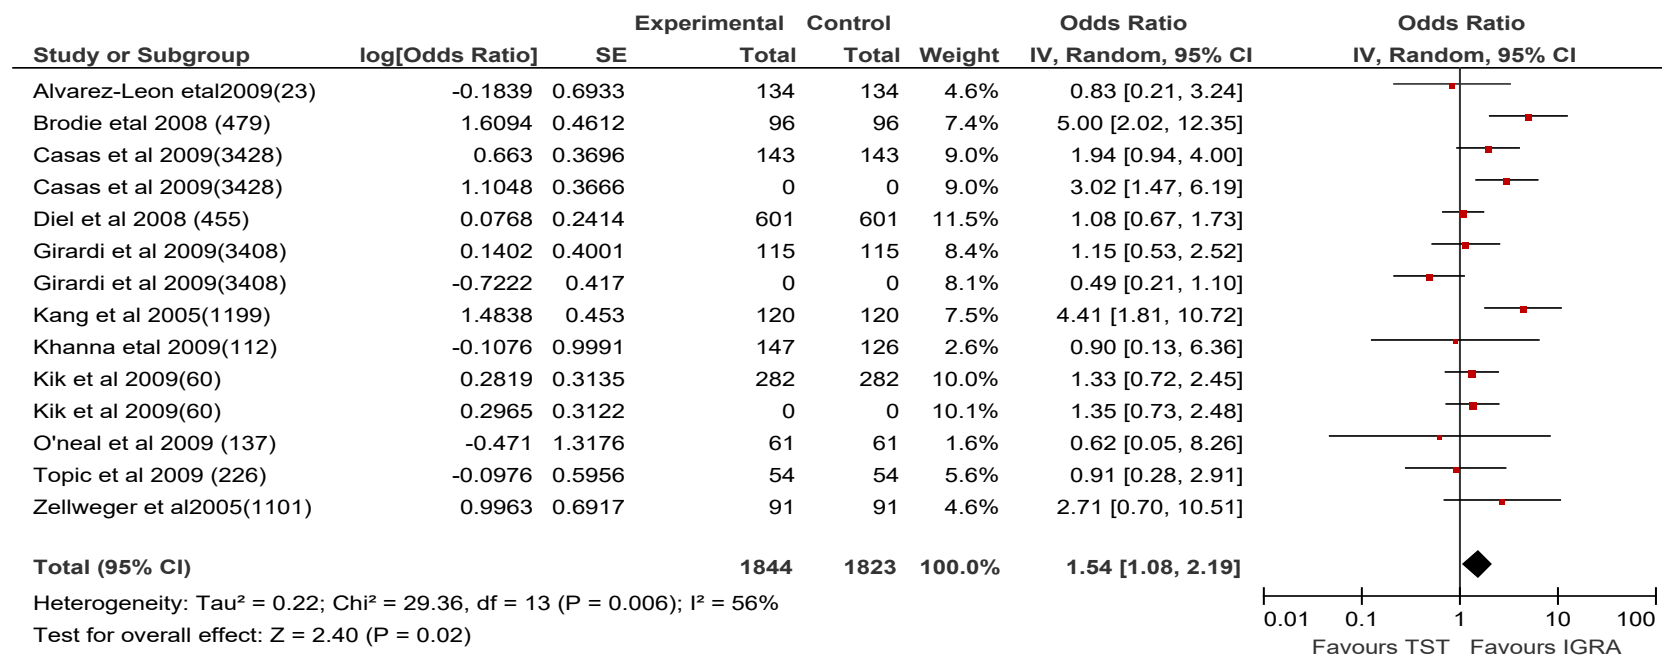 Experimental Control Odds Ratio Odds Ratio
Study or Subgroup log[Odds Ratio] SE Total Total Weight IV, Random, 95% CI IV, Random, 95% CI
Alvarez-Leon etal2009(23) -0.1839 0.6933 134 134 4.6% 0.83 [0.21, 3.24]
Brodie etal 2008 (479) 1.6094 0.4612 96 96 7.4% 5.00 [2.02, 12.35]
Casas et al 2009(3428) 0.663 0.3696 143 143 9.0% 1.94 [0.94, 4.00]
Casas et al 2009(3428) 1.1048 0.3666 0 0 9.0% 3.02 [1.47, 6.19]
Diel et al 2008 (455) 0.0768 0.2414 601 601 11.5% 1.08 [0.67, 1.73]
Girardi et al 2009(3408) 0.1402 0.4001 115 115 8.4% 1.15 [0.53, 2.52]
Girardi et al 2009(3408) -0.7222 0.417 0 0 8.1% 0.49 [0.21, 1.10]
Kang et al 2005(1199) 1.4838 0.453 120 120 7.5% 4.41 [1.81, 10.72]
Khanna etal 2009(112) -0.1076 0.9991 147 126 2.6% 0.90 [0.13, 6.36]
Kik et al 2009(60) 0.2819 0.3135 282 282 10.0% 1.33 [0.72, 2.45]
Kik et al 2009(60) 0.2965 0.3122 0 0 10.1% 1.35 [0.73, 2.48]
O'neal et al 2009 (137) -0.471 1.3176 61 61 1.6% 0.62 [0.05, 8.26]
Topic et al 2009 (226) -0.0976 0.5956 54 54 5.6% 0.91 [0.28, 2.91]
Zellweger et al2005(1101) 0.9963 0.6917 91 91 4.6% 2.71 [0.70, 10.51]
Total (95% CI) 1844 1823 100.0% 1.54 [1.08, 2.19]
Heterogeneity: Tau² = 0.22; Chi² = 29.36, df = 13 (P = 0.006); I² = 56%
Test for overall effect: Z = 2.40 (P = 0.02)
0.01 0.1 1 10 100
Favours TST Favours IGRA